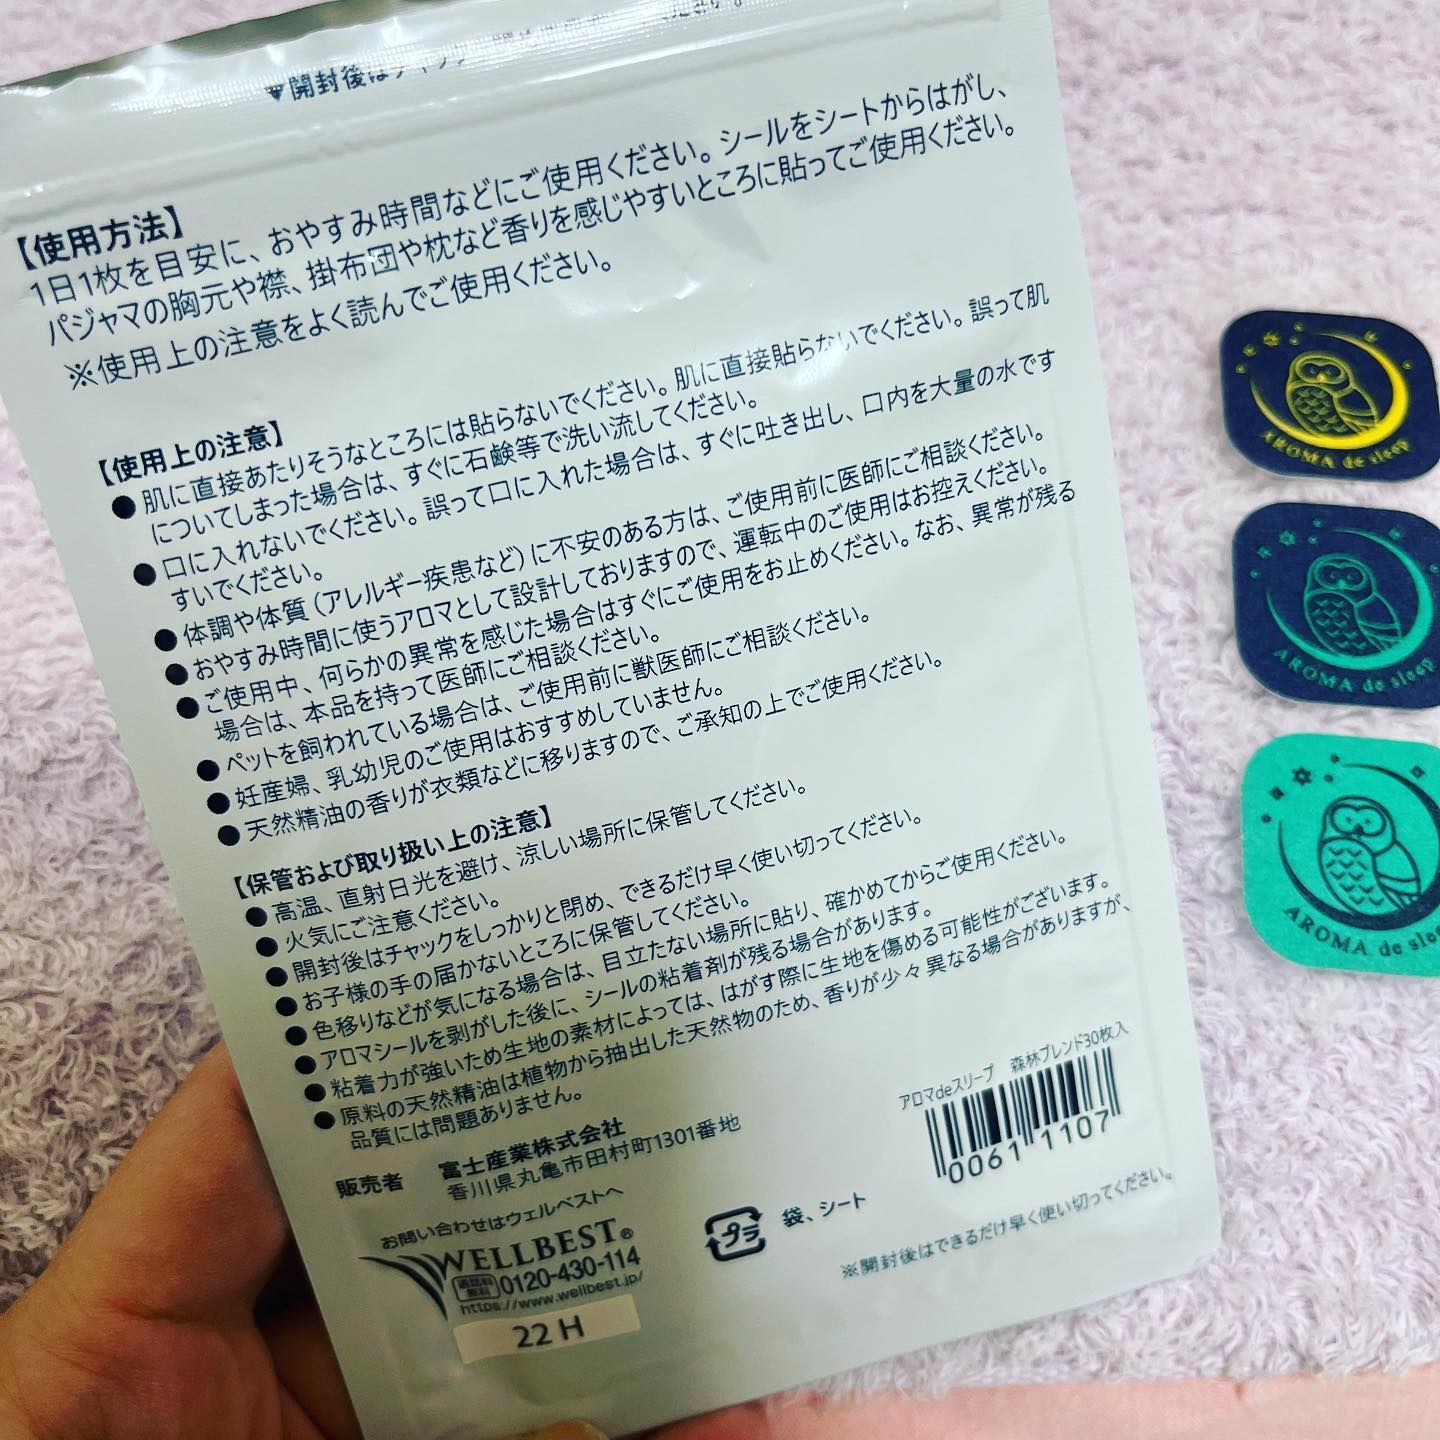 ▼開封後はチャック
【使用方法】
1日1枚を目安に、おやすみ時間などにご使用ください。シールをシートからはがし、
パジャマの胸元や襟、掛布団や枕など香りを感じやすいところに貼ってご使用ください。
※使用上の注意をよく読んでご使用ください。
【使用上の注意】
●肌に直接あたりそうなところには貼らないでください。肌に直接貼らないでください。誤って肌
についてしまった場合は、すぐに石鹸等で洗い流してください。
●口に入れないでください。誤って口に入れた場合は、すぐに吐き出し、口内を大量の水です
すいでください。
●体調や体質(アレルギー疾患など)に不安のある方は、ご使用前に医師にご相談ください。
●おやすみ時間に使うアロマとして設計しておりますので、運転中のご使用はお控えください。
●ご使用中、何らかの異常を感じた場合はすぐにご使用をお止めください。なお、異常が残る
場合は、本品を持って医師にご相談ください。
●ペットを飼われている場合は、ご使用前に獣医師にご相談ください。
●妊産婦、乳幼児のご使用はおすすめしていません。
●天然精油の香りが衣類などに移りますので、ご承知の上でご使用ください。
【保管および取り扱い上の注意】
●高温、直射日光を避け、涼しい場所に保管してください。
●火気にご注意ください。
●開封後はチャックをしっかりと閉め、できるだけ早く使い切ってください。
●お子様の手の届かないところに保管してください。
●色移りなどが気になる場合は、目立たない場所に貼り、確かめてからご使用ください。
●アロマシールを剥がした後に、シールの粘着剤が残る場合があります。
●粘着力が強いため生地の素材によっては、はがす際に生地を傷める可能性がございます。
●原料の天然精油は植物から抽出した天然物のため、香りが少々異なる場合がありますが、
品質には問題ありません。
販売者 富士産業株式会社
香川県丸亀市田村町1301番地
お問い合わせはウェルベストへ
WELLBEST®
通話料無料 0120-430-114
https://www.wellbest.jp/
22H
プラ 袋、シート
アロマdeスリープ 森林ブレンド30枚入
0061 1107
※開封後はできるだけ早く使い切ってください。
AROMA de sleep
AROMA de sleep
AROMA de slee